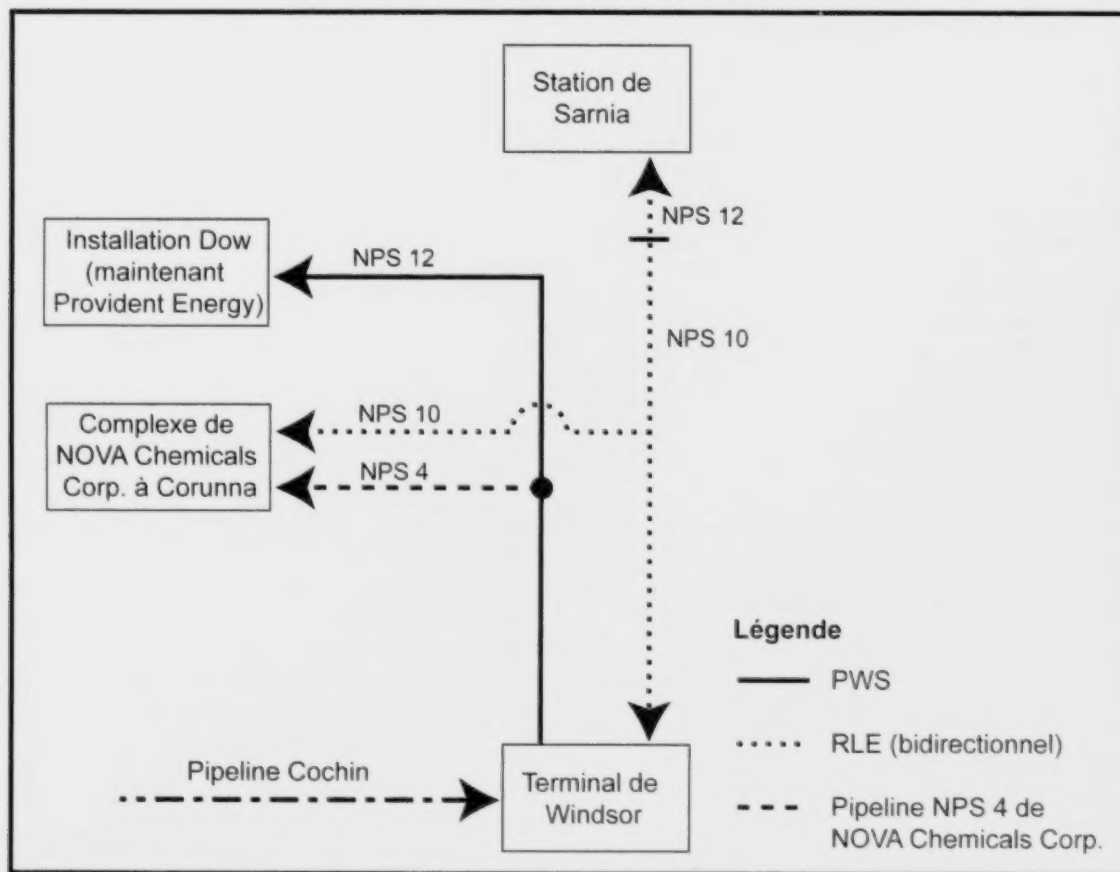 Station de
Sarnia
NPS 12
Installation Dow
(maintenant
Provident Energy)
NPS 12
NPS 10
Complexe de
NOVA Chemicals
Corp. à Corunna
NPS 10
NPS 4
Légende
PWS
RLE (bidirectionnel)
Pipeline NPS 4 de
NOVA Chemicals Corp.
Pipeline Cochin
Terminal de
Windsor